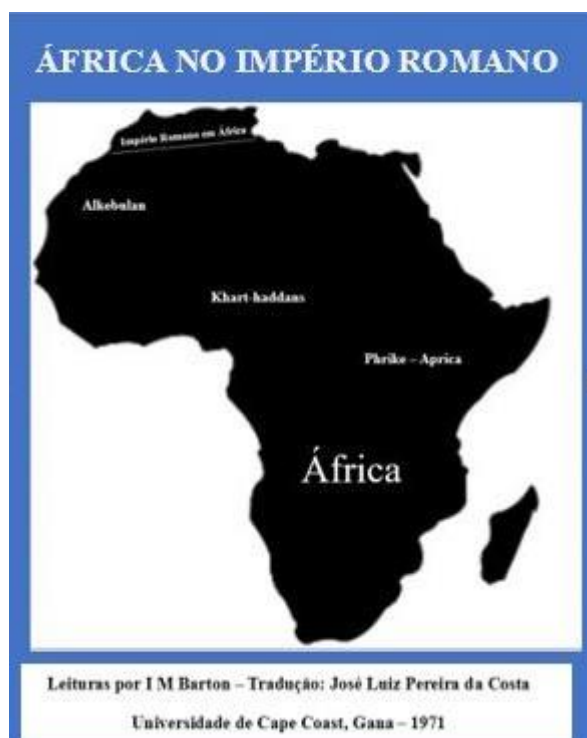 ÁFRICA NO IMPÉRIO ROMANO
Império Romano em África
Alkebulan
Khart-haddans
Phrike – Aprica
África
Leituras por I M Barton – Tradução: José Luiz Pereira da Costa
Universidade de Cape Coast, Gana – 1971